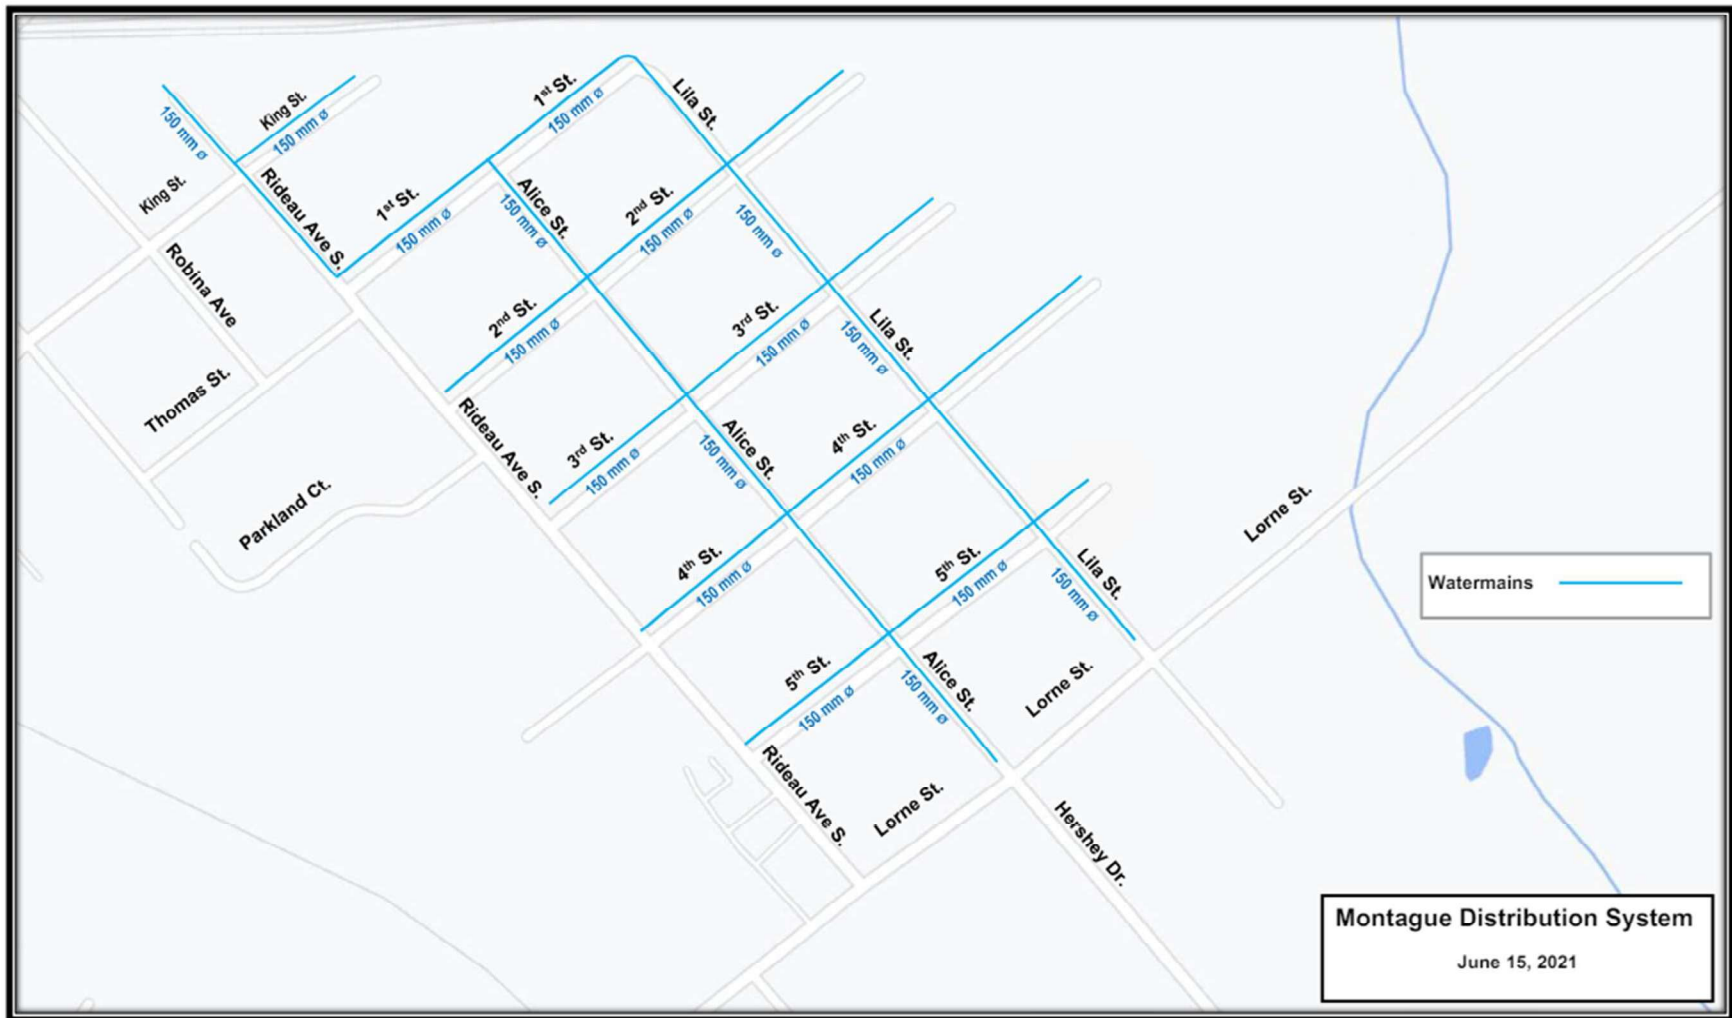 1st St.
Lila St.
150 mm ø
King St.
150 mm ø
150 mm ø
King St.
Rideau Ave S.
1st St.
150 mm ø
Alice St.
150 mm ø
2nd St.
150 mm ø
150 mm ø
Robina Ave
2nd St.
150 mm ø
3rd St.
150 mm ø
Lila St.
150 mm ø
Thomas St.
Rideau Ave S.
3rd St.
150 mm ø
Alice St.
150 mm ø
4th St.
150 mm ø
Parkland Ct.
Lorne St.
4th St.
150 mm ø
5th St.
150 mm ø
Lila St.
150 mm ø
Watermains
5th St.
150 mm ø
Alice St.
150 mm ø
Lorne St.
Rideau Ave S.
Lorne St.
Hershey Dr.
Montague Distribution System
June 15, 2021